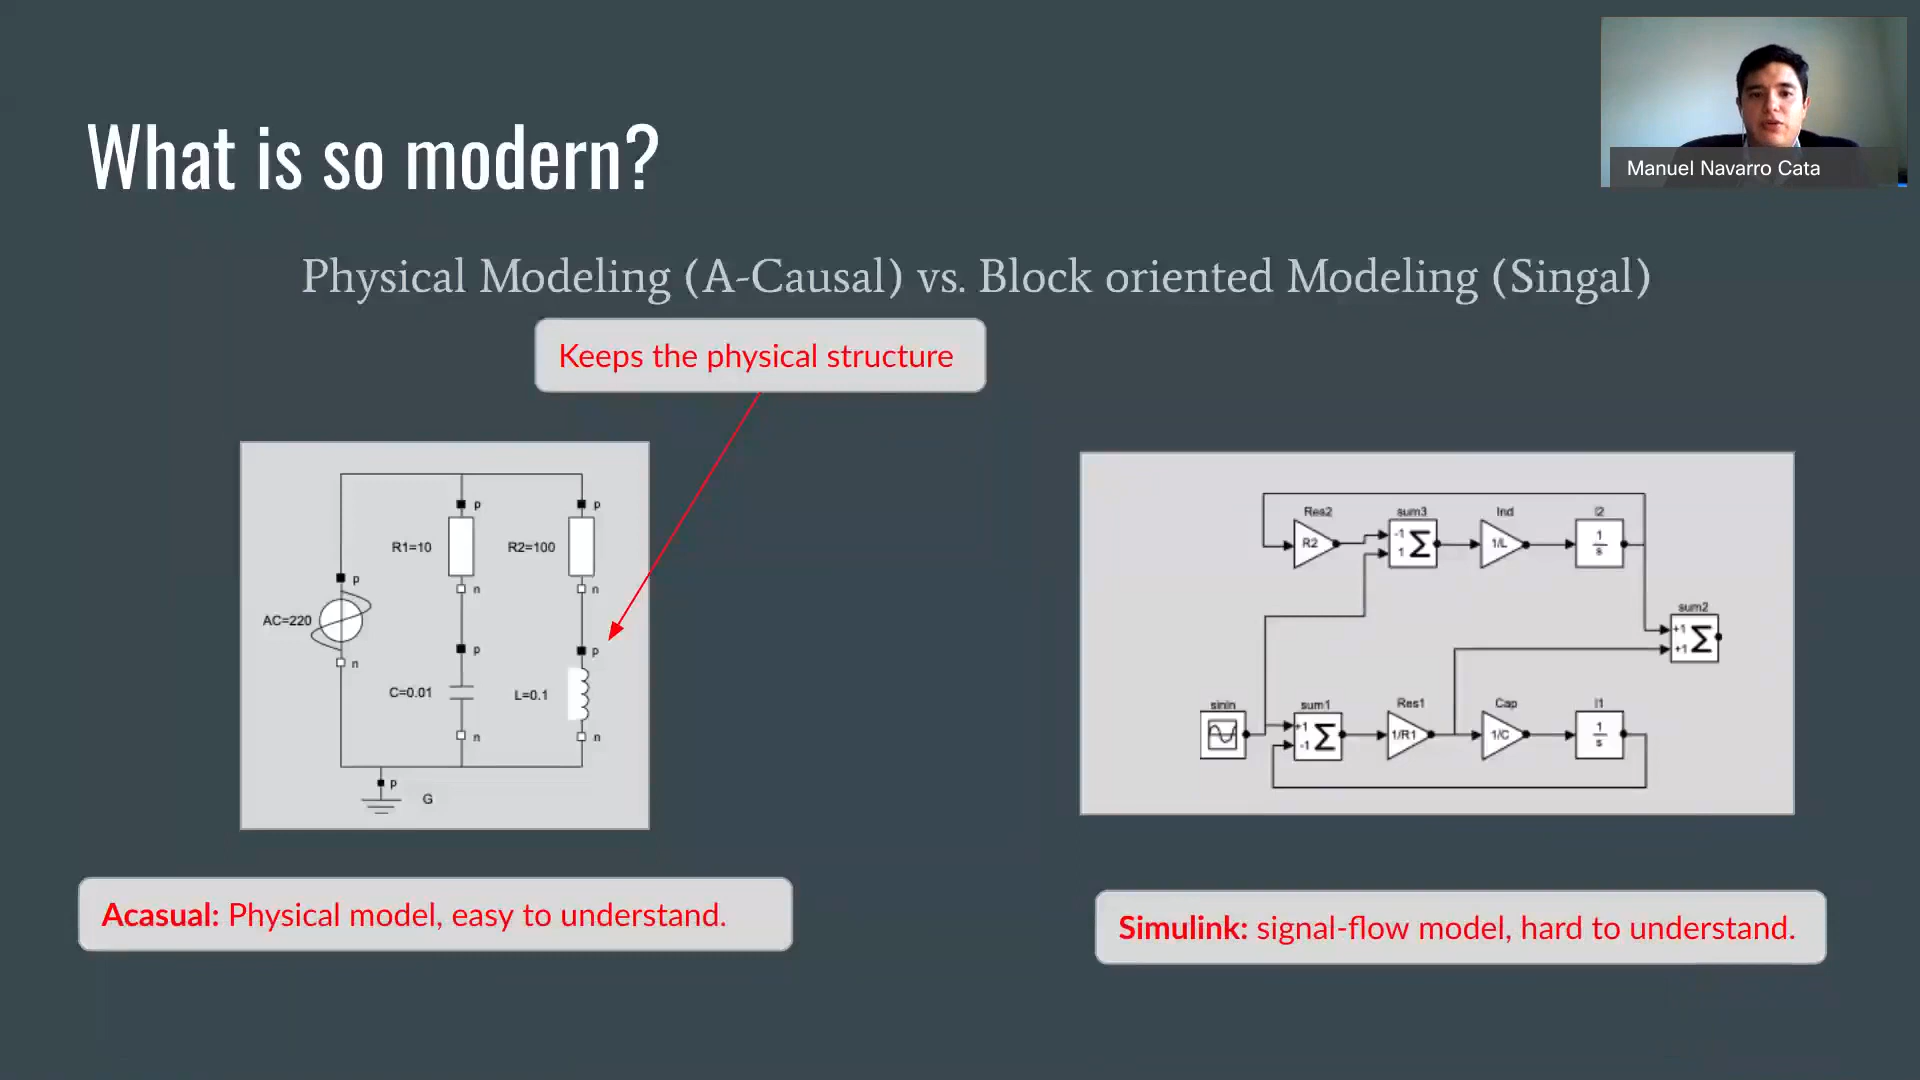 Manuel Navarro Cata
What is so modern?
Physical Modeling (A-Causal) vs. Block oriented Modeling (Singal)
Keeps the physical structure
p
p
R1=10
R2=100
n
n
p
AC=220
n
p
p
C=0.01
L=0.1
n
n
p
G
Res2
sum3
Ind
I2
R2
-1
1
Σ
1/L
1
s
sum2
+1
+1
Σ
sinin
sum1
Res1
Cap
I1
+1
-1
Σ
1/R1
1/C
1
s
Acasual: Physical model, easy to understand.
Simulink: signal-flow model, hard to understand.